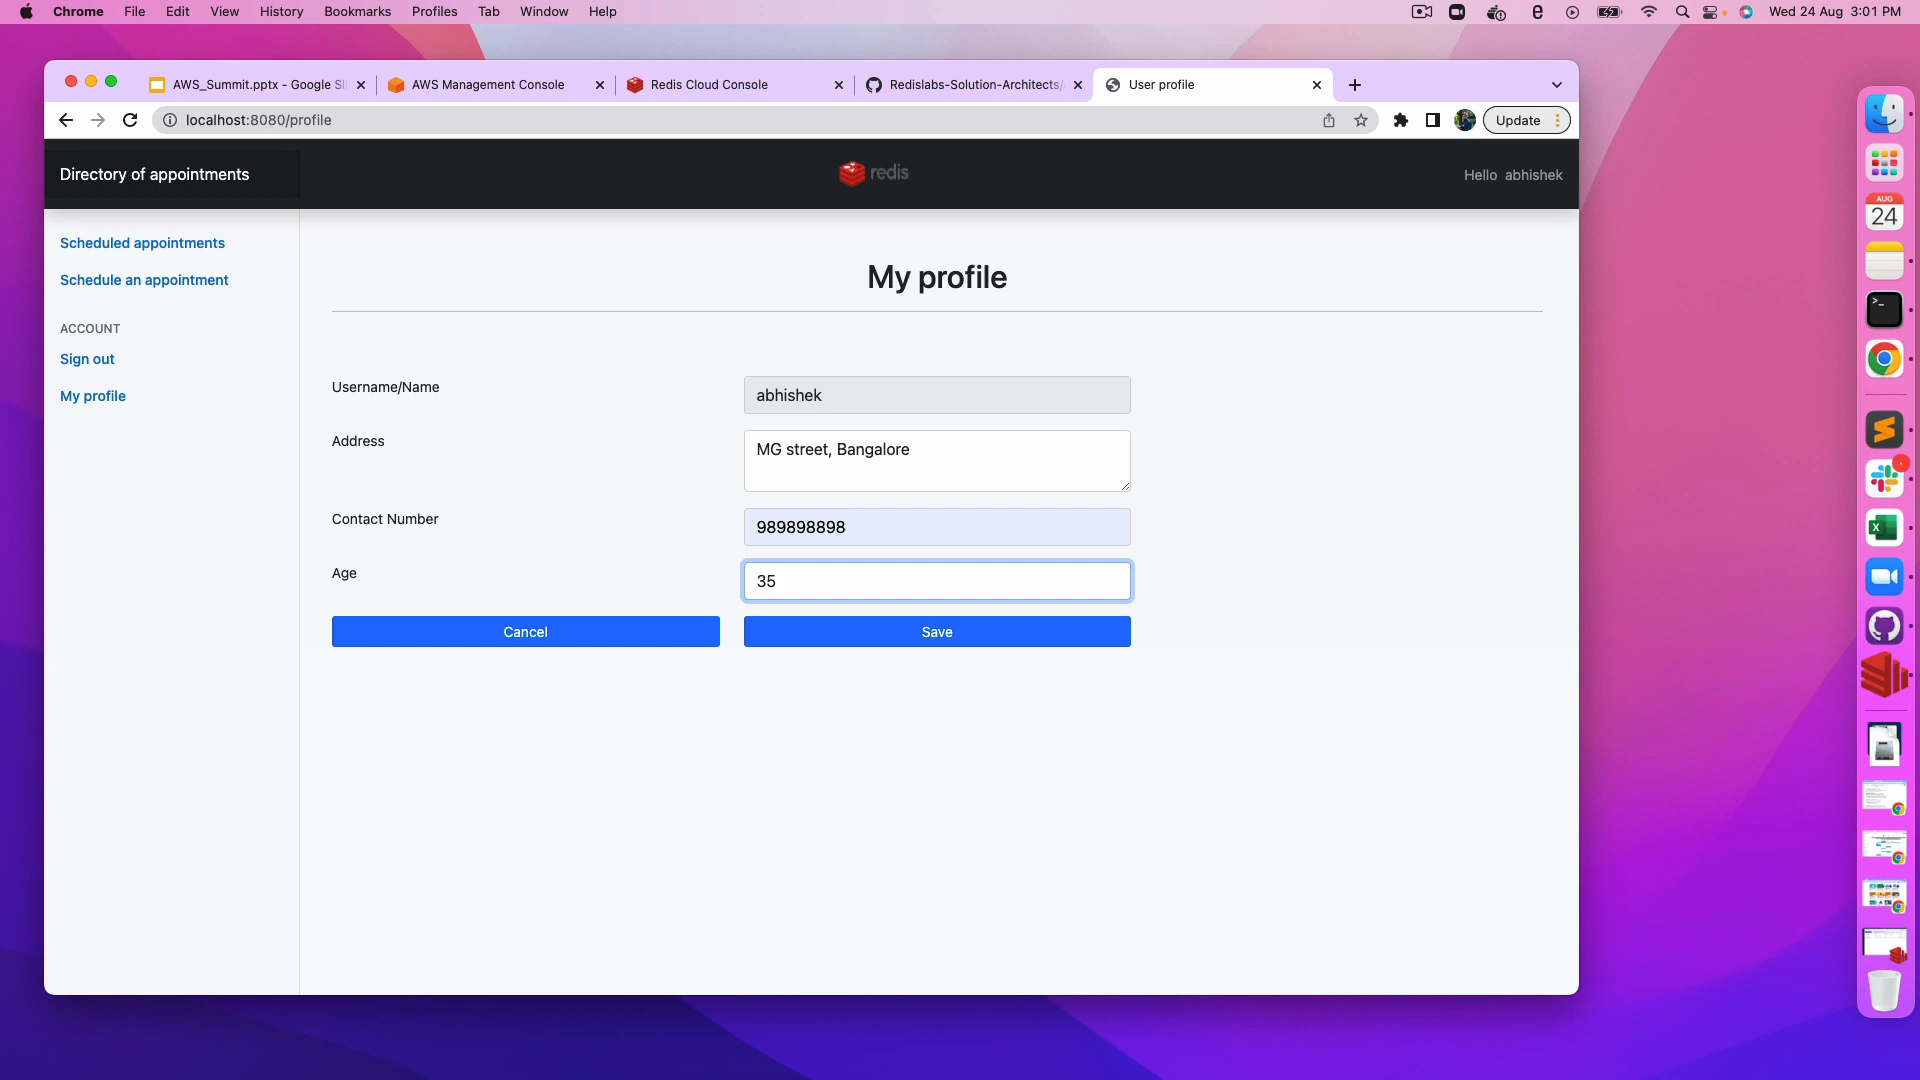 Chrome File Edit View History Bookmarks Profiles Tab Window Help Wed 24 Aug 3:01 PM
AWS_Summit.pptx - Google Sli AWS Management Console Redis Cloud Console Redislabs-Solution-Architects/ User profile
localhost:8080/profile Update
Directory of appointments redis Hello abhishek
Scheduled appointments
Schedule an appointment
ACCOUNT
Sign out
My profile
My profile
Username/Name abhishek
Address MG street, Bangalore
Contact Number 989898898
Age 35
Cancel Save
AUG
24